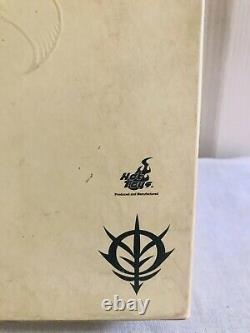 HOT
TOYS.
Produced and Manufactured